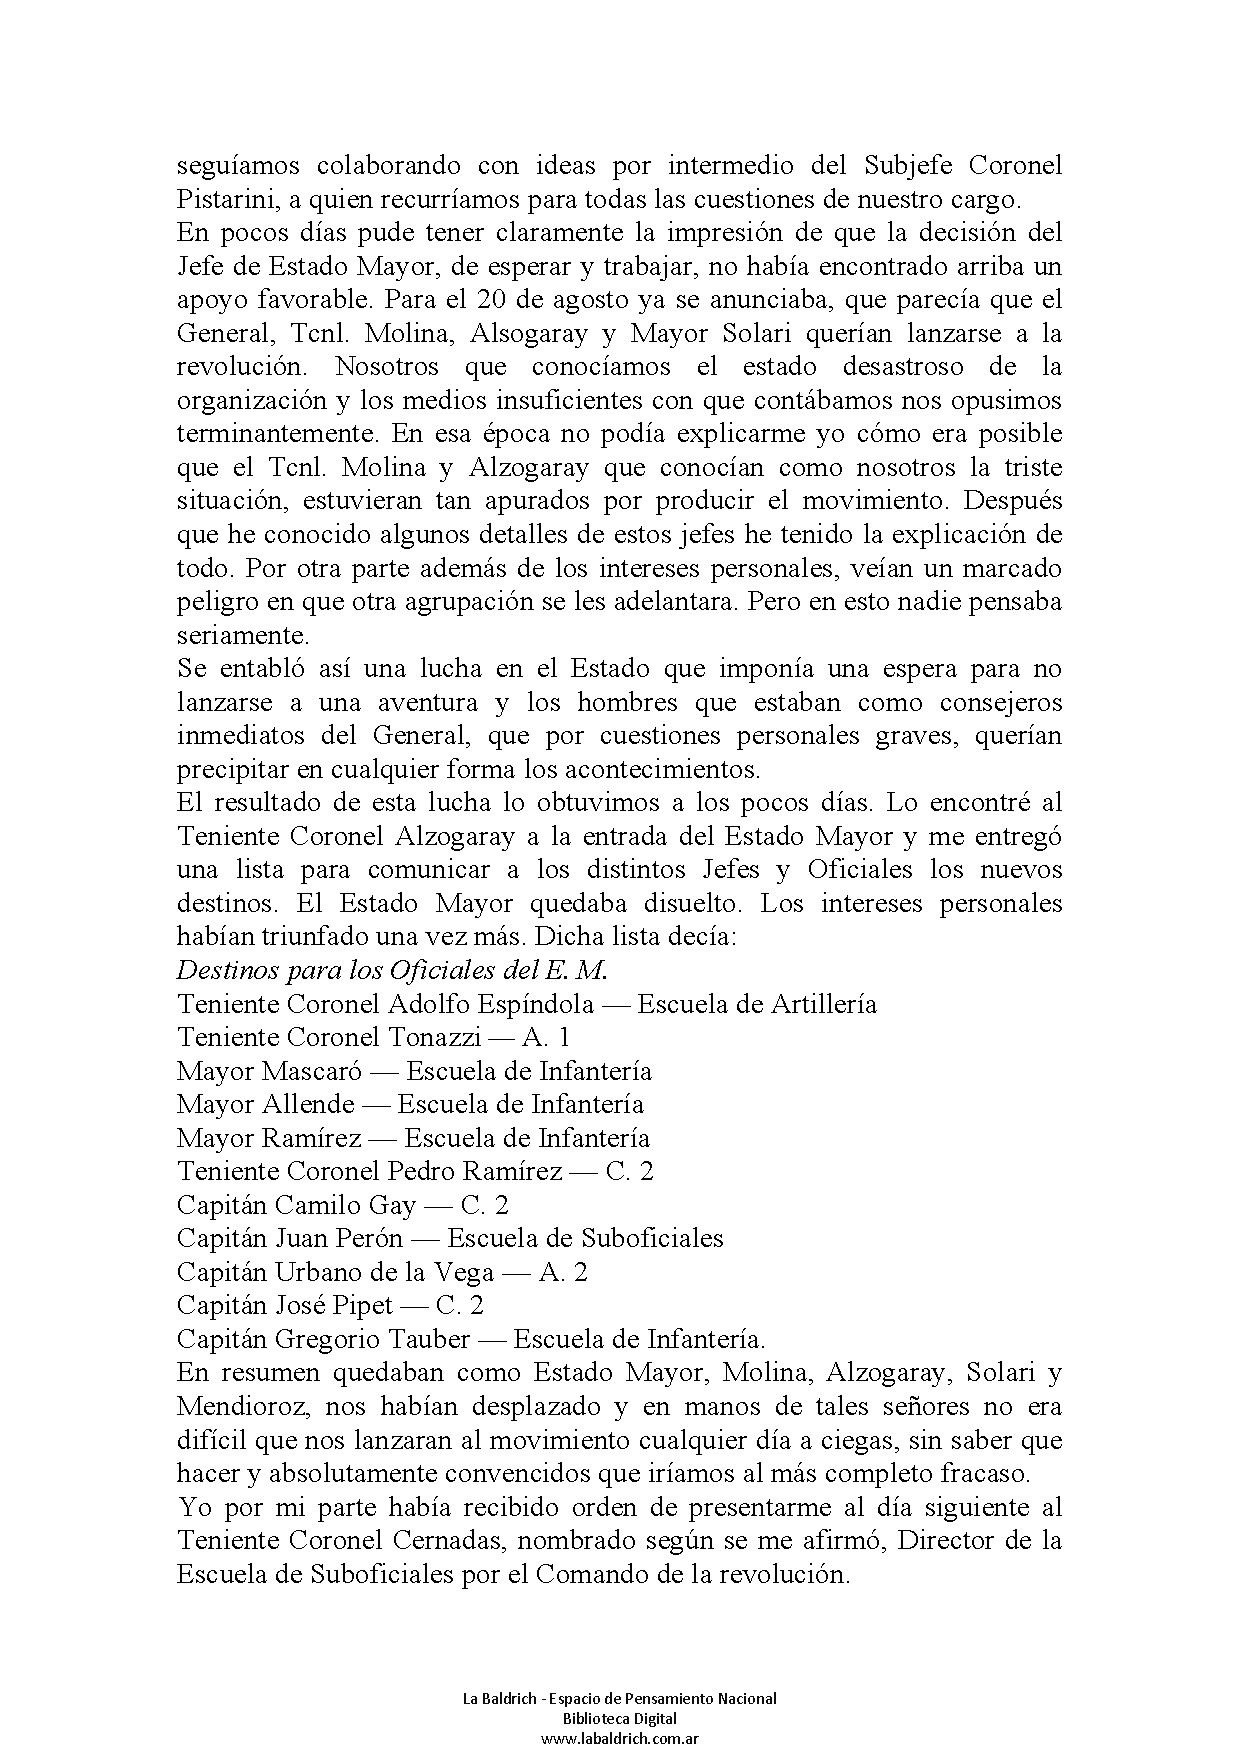 seguíamos colaborando con ideas por intermedio del Subjefe Coronel
Pistarini, a quien recurríamos para todas las cuestiones de nuestro cargo.
En pocos días pude tener claramente la impresión de que la decisión del
Jefe de Estado Mayor, de esperar y trabajar, no había encontrado arriba un
apoyo favorable. Para el 20 de agosto ya se anunciaba, que parecía que el
General, Tcnl. Molina, Alsogaray y Mayor Solari querían lanzarse a la
revolución. Nosotros que conocíamos el estado desastroso de la
organización y los medios insuficientes con que contábamos nos opusimos
terminantemente. En esa época no podía explicarme yo cómo era posible
que el Tcnl. Molina y Alzogaray que conocían como nosotros la triste
situación, estuvieran tan apurados por producir el movimiento. Después
que he conocido algunos detalles de estos jefes he tenido la explicación de
todo. Por otra parte además de los intereses personales, veían un marcado
peligro en que otra agrupación se les adelantara. Pero en esto nadie pensaba
seriamente.
Se entabló así una lucha en el Estado que imponía una espera para no
lanzarse a una aventura y los hombres que estaban como consejeros
inmediatos del General, que por cuestiones personales graves, querían
precipitar en cualquier forma los acontecimientos.
El resultado de esta lucha lo obtuvimos a los pocos días. Lo encontré al
Teniente Coronel Alzogaray a la entrada del Estado Mayor y me entregó
una lista para comunicar a los distintos Jefes y Oficiales los nuevos
destinos. El Estado Mayor quedaba disuelto. Los intereses personales
habían triunfado una vez más. Dicha lista decía:
Destinos para los Oficiales del E. M.
Teniente Coronel Adolfo Espíndola — Escuela de Artillería
Teniente Coronel Tonazzi — A. 1
Mayor Mascaró — Escuela de Infantería
Mayor Allende — Escuela de Infantería
Mayor Ramírez — Escuela de Infantería
Teniente Coronel Pedro Ramírez — C. 2
Capitán Camilo Gay — C. 2
Capitán Juan Perón — Escuela de Suboficiales
Capitán Urbano de la Vega — A. 2
Capitán José Pipet — C. 2
Capitán Gregorio Tauber — Escuela de Infantería.
En resumen quedaban como Estado Mayor, Molina, Alzogaray, Solari y
Mendioroz, nos habían desplazado y en manos de tales señores no era
difícil que nos lanzaran al movimiento cualquier día a ciegas, sin saber que
hacer y absolutamente convencidos que iríamos al más completo fracaso.
Yo por mi parte había recibido orden de presentarme al día siguiente al
Teniente Coronel Cernadas, nombrado según se me afirmó, Director de la
Escuela de Suboficiales por el Comando de la revolución.
La Baldrich - Espacio de Pensamiento Nacional
Biblioteca Digital
www.labaldrich.com.ar